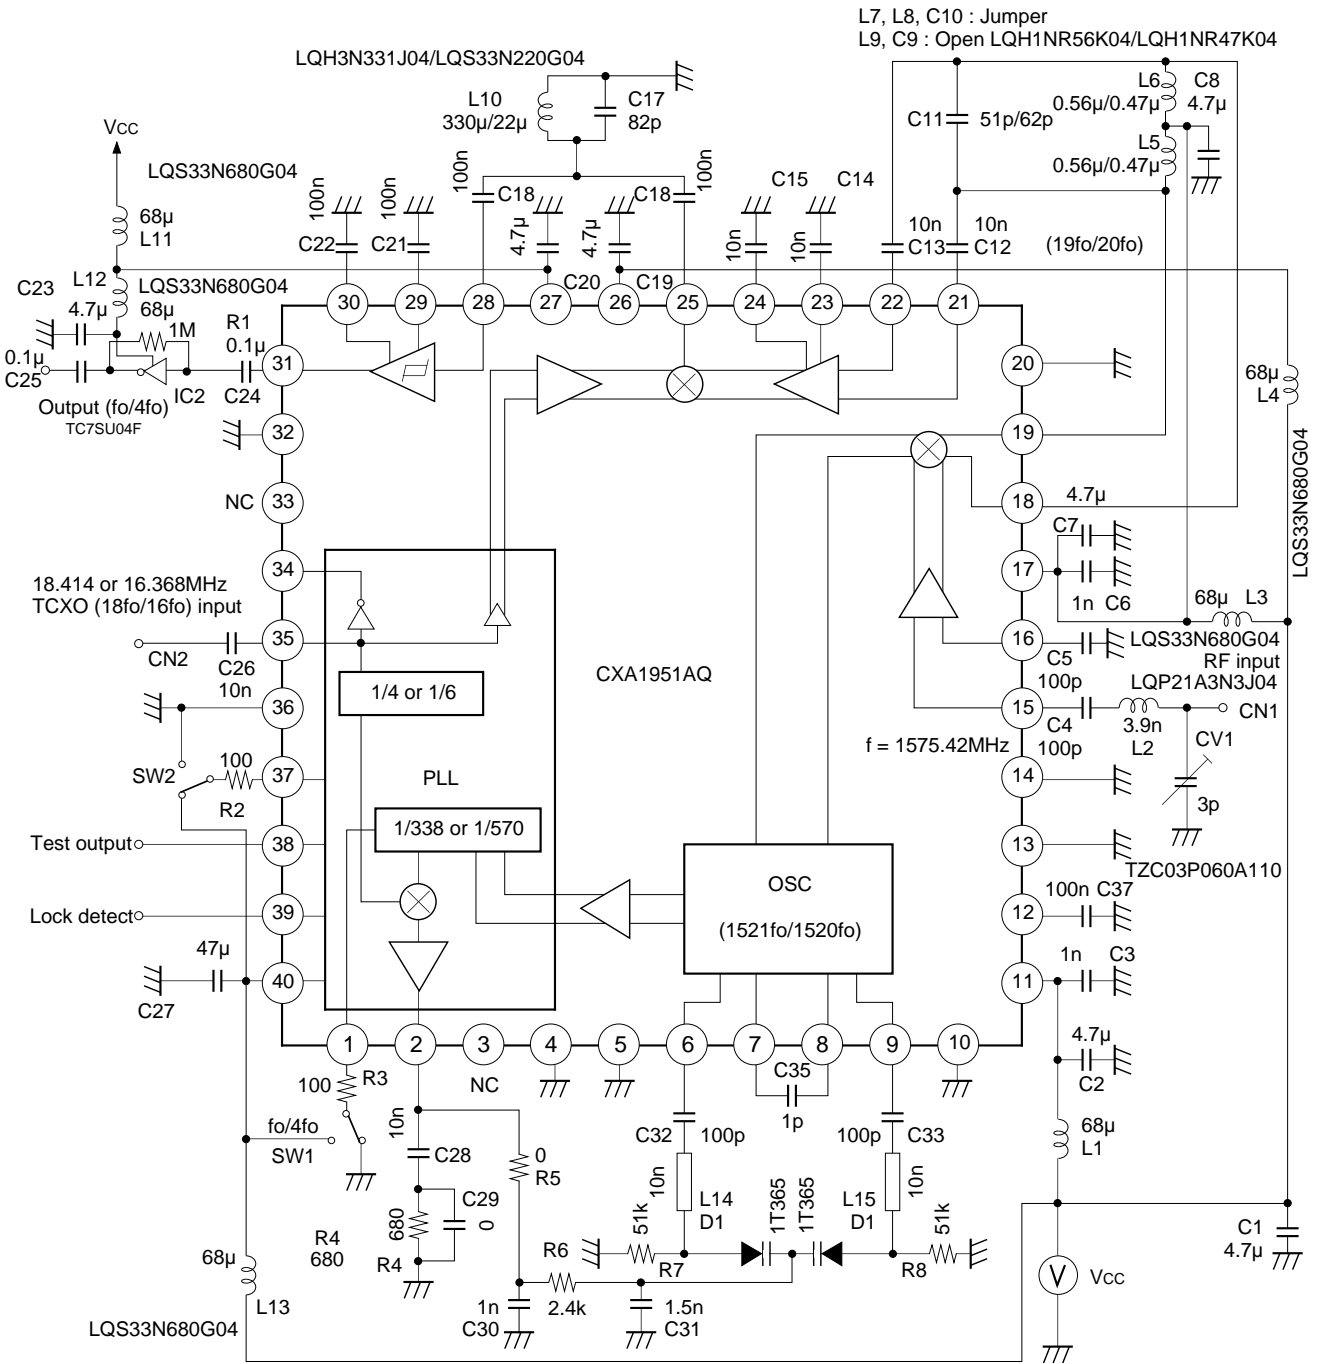 L7, L8, C10 : Jumper
L9, C9 : Open LQH1NR56K04/LQH1NR47K04
LQH3N331J04/LQS33N220G04
L10
330µ/22µ
C17
82p
C11
51p/62p
L6
0.56µ/0.47µ
C8
4.7µ
L5
0.56µ/0.47µ
VCC
LQS33N680G04
68µ
L11
100n
C22
100n
C21
100n
C18
4.7µ
C20
4.7µ
C19
C18
100n
C15
10n
C14
10n
10n
C13
10n
C12
(19fo/20fo)
C23
4.7µ
L12
LQS33N680G04
68µ
1M
R1
0.1µ
C24
0.1µ
C25
IC2
Output (fo/4fo)
TC7SU04F
30
29
28
27
26
25
24
23
22
21
31
32
NC
33
34
35
36
37
38
39
40
20
19
18
17
16
15
14
13
12
11
1
2
3
4
5
6
7
8
9
10
68µ
L4
LQS33N680G04
4.7µ
C7
1n
C6
68µ
L3
LQS33N680G04
RF input
C5
100p
LQP21A3N3J04
C4
100p
3.9n
L2
CN1
CV1
3p
f = 1575.42MHz
TZC03P060A110
100n
C37
1n
C3
4.7µ
C2
68µ
L1
18.414 or 16.368MHz
TCXO (18fo/16fo) input
CN2
C26
10n
SW2
100
R2
Test output
Lock detect
47µ
C27
CXA1951AQ
1/4 or 1/6
PLL
1/338 or 1/570
OSC
(1521fo/1520fo)
NC
100
R3
fo/4fo
SW1
10n
C28
0
R5
C29
0
680
R4
R4
680
C35
1p
C32
100p
100p
C33
10n
L14
D1
1T365
1T365
L15
D1
10n
51k
R6
R7
51k
R8
2.4k
1n
C30
1.5n
C31
68µ
L13
LQS33N680G04
C1
4.7µ
V
VCC